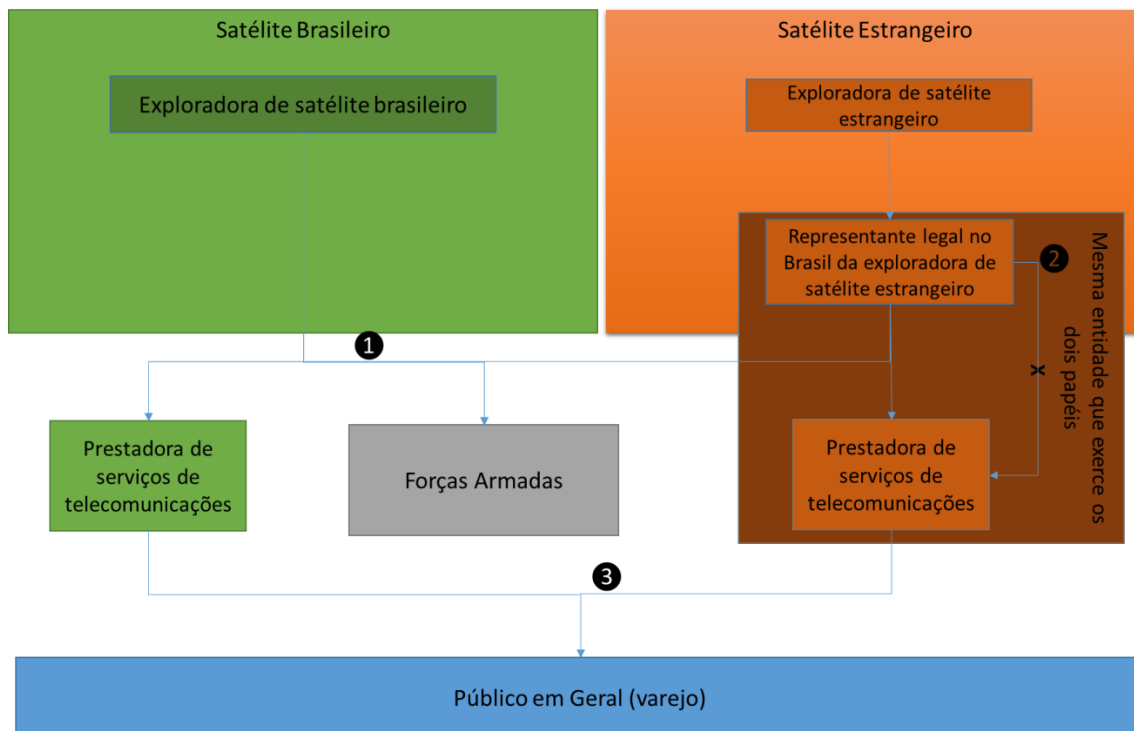 Satélite Brasileiro
Satélite Estrangeiro
Exploradora de satélite brasileiro
Exploradora de satélite
estrangeiro
Representante legal no
Brasil da exploradora de
satélite estrangeiro
2
Mesma entidade que exerce os
dois papéis
x
1
Prestadora de
serviços de
telecomunicações
Forças Armadas
Prestadora de
serviços de
telecomunicações
3
Público em Geral (varejo)